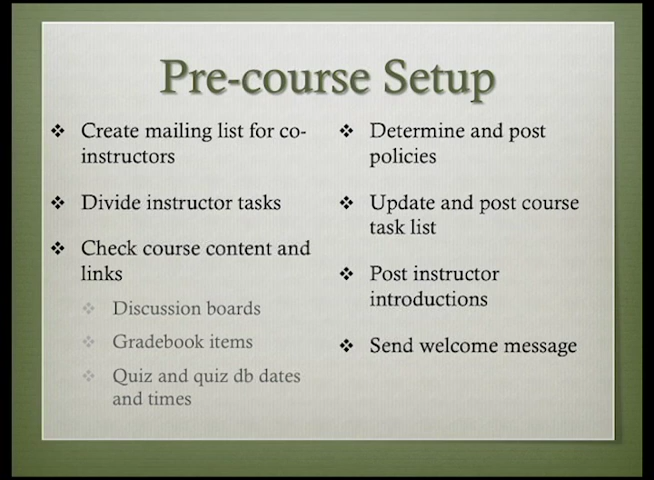 Pre-course Setup
Create mailing list for co-
instructors
Divide instructor tasks
Check course content and
links
Discussion boards
Gradebook items
Quiz and quiz db dates
and times
Determine and post
policies
Update and post course
task list
Post instructor
introductions
Send welcome message